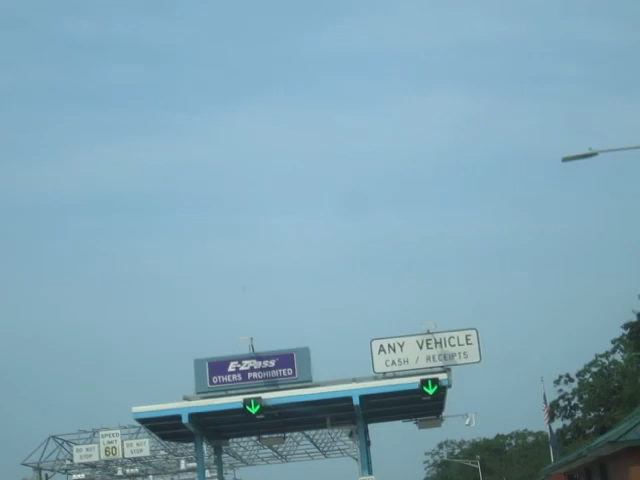 E-ZPass
OTHERS PROHIBITED
ANY VEHICLE
CASH / RECEIPTS
SPEED
LIMIT
60
DO NOT
STOP
DO NOT
STOP